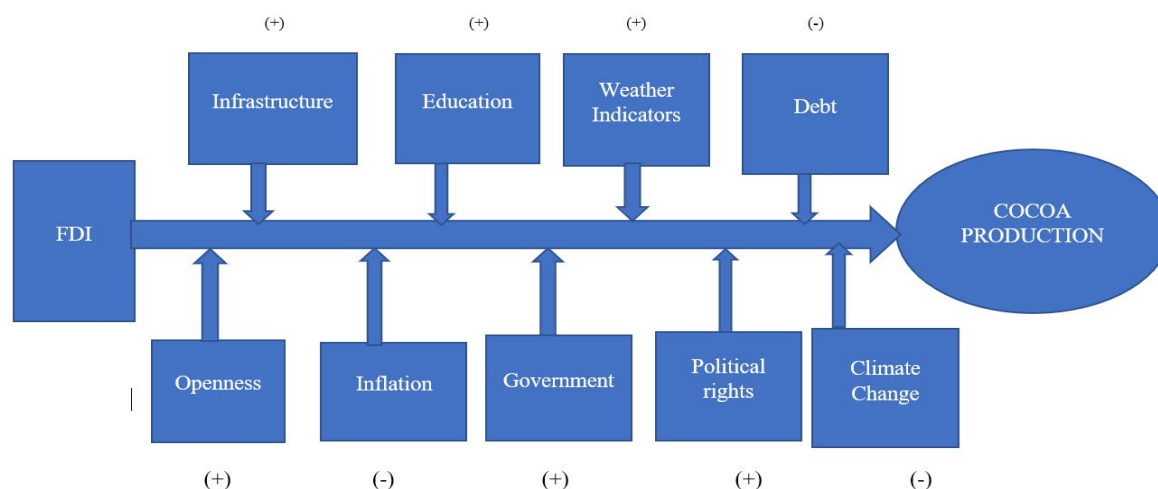 (+)
(+)
(+)
(-)
Infrastructure
Education
Weather
Indicators
Debt
FDI
COCOA
PRODUCTION
Openness
Inflation
Government
Political
rights
Climate
Change
(+)
(-)
(+)
(+)
(-)